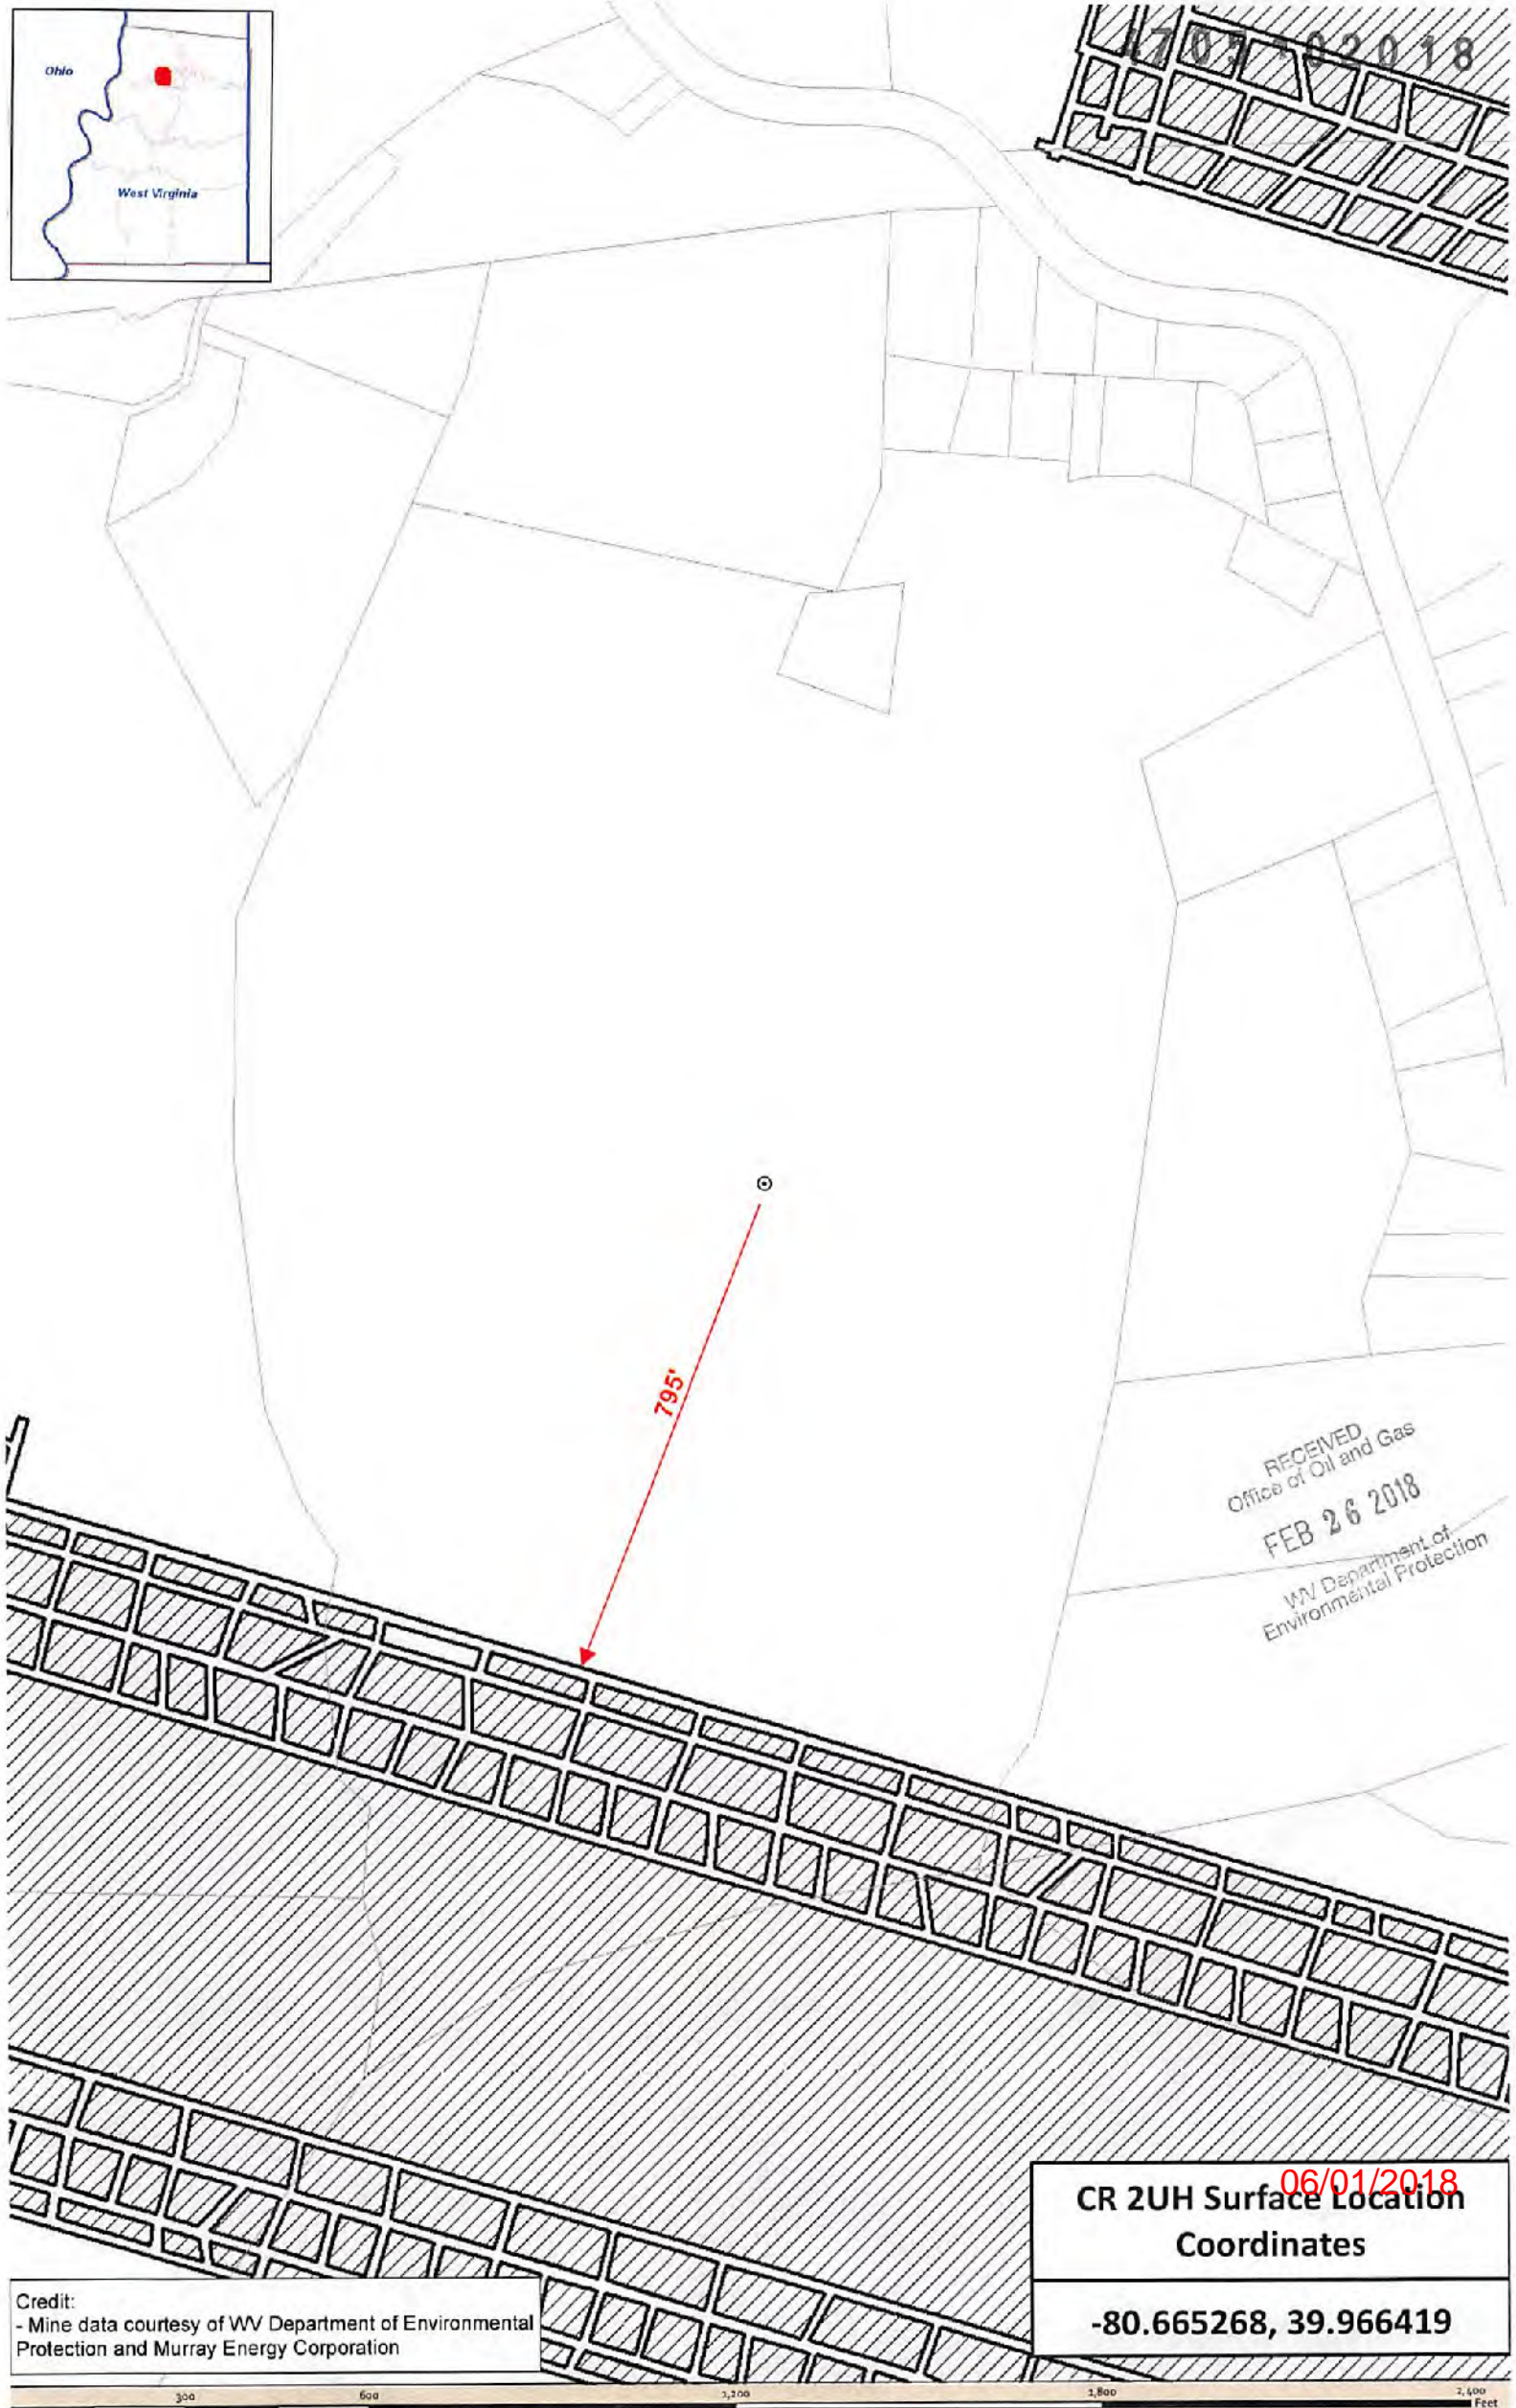 Ohio
West Virginia
4705102018
795'
RECEIVED
Office of Oil and Gas
FEB 26 2018
WV Department of
Environmental Protection
06/01/2018
CR 2UH Surface Location
Coordinates
-80.665268, 39.966419
Credit:
- Mine data courtesy of WV Department of Environmental
Protection and Murray Energy Corporation
300 600 1,200 1,800 2,400
Feet